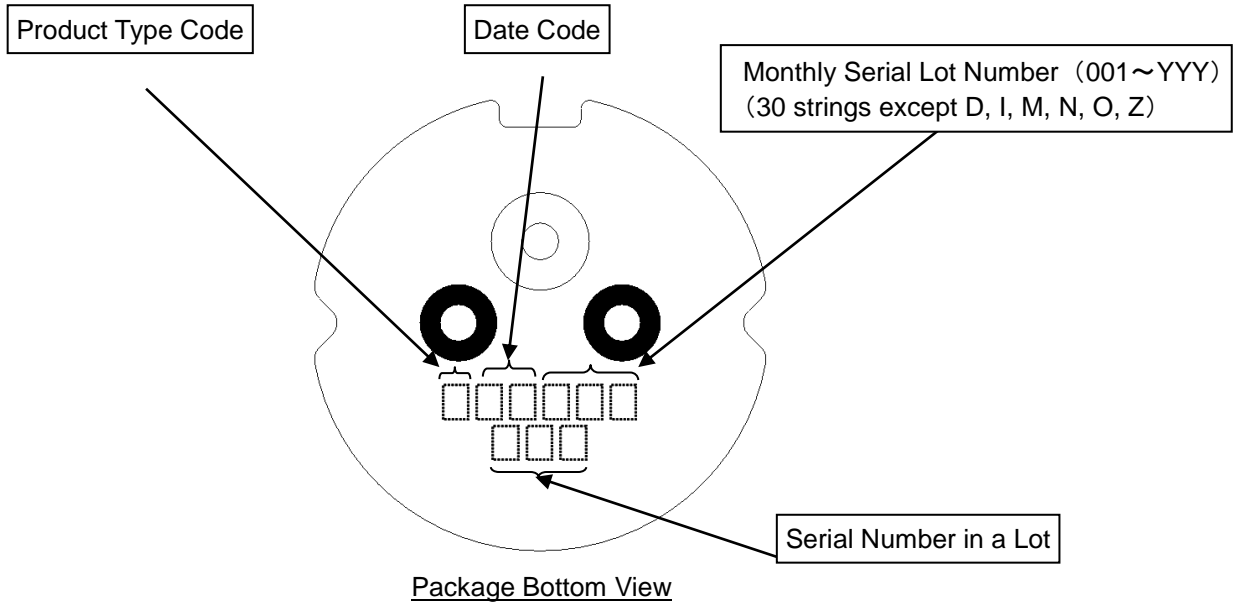 Product Type Code
Date Code
Monthly Serial Lot Number（001～YYY）
（30 strings except D, I, M, N, O, Z）
Serial Number in a Lot
Package Bottom View